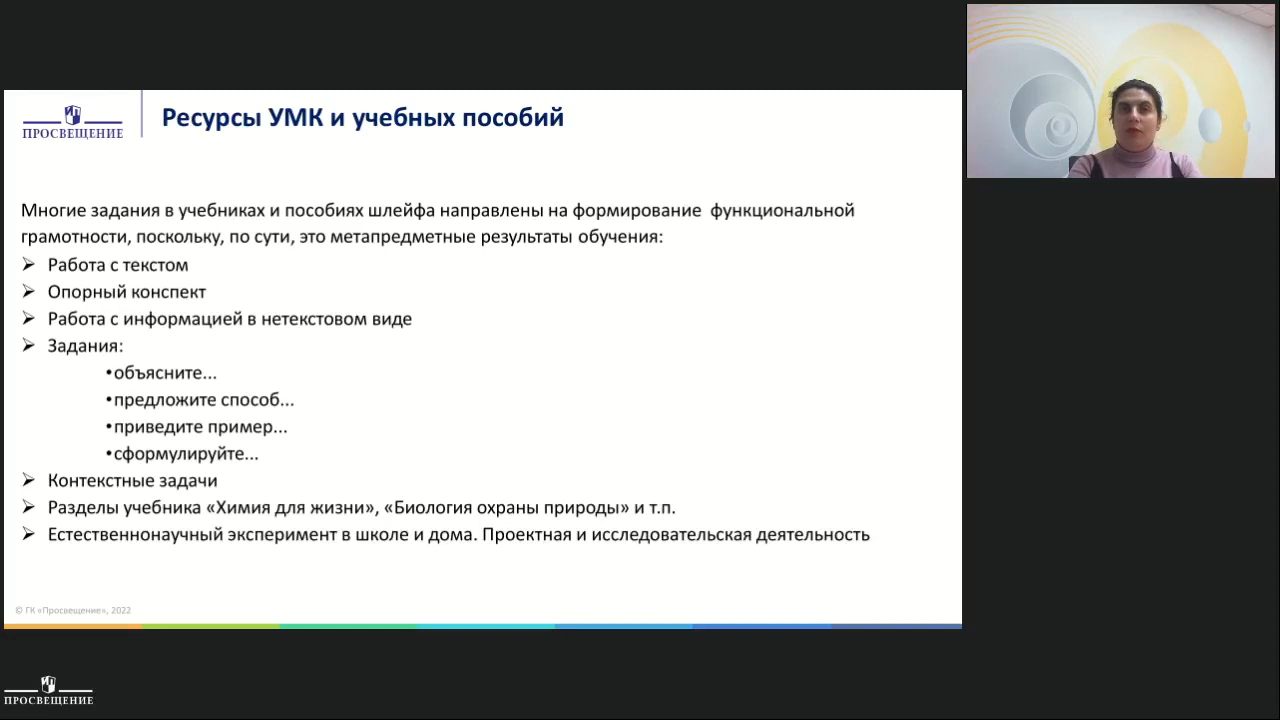 ПРОСВЕЩЕНИЕ
Ресурсы УМК и учебных пособий
Многие задания в учебниках и пособиях шлейфа направлены на формирование функциональной
грамотности, поскольку, по сути, это метапредметные результаты обучения:
➢ Работа с текстом
➢ Опорный конспект
➢ Работа с информацией в нетекстовом виде
➢ Задания:
•объясните...
•предложите способ...
•приведите пример...
•сформулируйте...
➢ Контекстные задачи
➢ Разделы учебника «Химия для жизни», «Биология охраны природы» и т.п.
➢ Естественнонаучный эксперимент в школе и дома. Проектная и исследовательская деятельность
© ГК «Просвещение», 2022
ПРОСВЕЩЕНИЕ